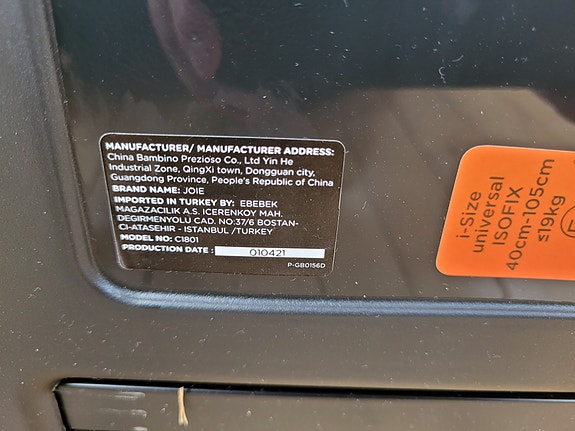 MANUFACTURER/ MANUFACTURER ADDRESS:
China Bambino Prezioso Co., Ltd Yin He
Industrial Zone, QingXi town, Dongguan city,
Guangdong Province, People's Republic of China
BRAND NAME: JOIE
IMPORTED IN TURKEY BY: EBEBEK
MAGAZACILIK A.S. ICERENKOY MAH.
DEGIRMENYOLU CAD. NO:37/6 BOSTAN-
CI-ATASEHIR - ISTANBUL /TURKEY
MODEL NO: C1801
PRODUCTION DATE : 010421
P-GB0156D
i-Size
universal
ISOFIX
40cm-105cm
≤19kg